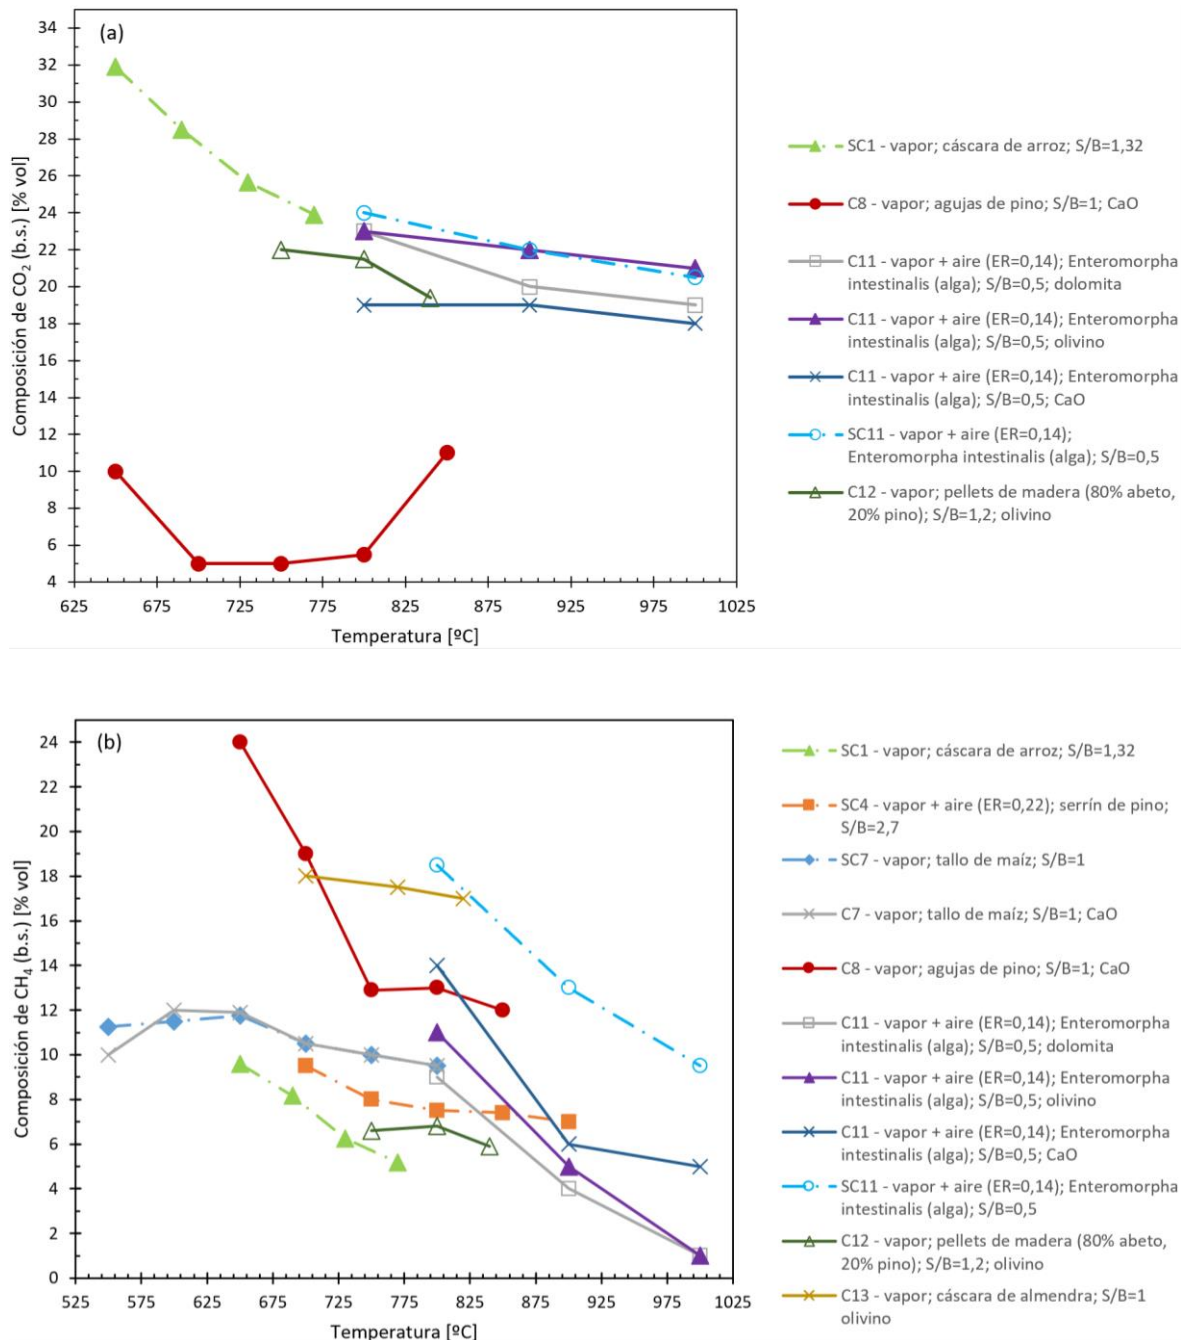 (a)
34
32
30
28
26
24
22
20
18
16
14
12
10
8
6
4
Composición de CO₂ (b.s.) [% vol]
625 675 725 775 825 875 925 975 1025
Temperatura [ºC]
SC1 - vapor; cáscara de arroz; S/B=1,32
C8 - vapor; agujas de pino; S/B=1; CaO
C11 - vapor + aire (ER=0,14); Enteromorpha
intestinalis (alga); S/B=0,5; dolomita
C11 - vapor + aire (ER=0,14); Enteromorpha
intestinalis (alga); S/B=0,5; olivino
C11 - vapor + aire (ER=0,14); Enteromorpha
intestinalis (alga); S/B=0,5; CaO
SC11 - vapor + aire (ER=0,14);
Enteromorpha intestinalis (alga); S/B=0,5
C12 - vapor; pellets de madera (80% abeto,
20% pino); S/B=1,2; olivino
(b)
24
22
20
18
16
14
12
10
8
6
4
2
0
Composición de CH₄ (b.s.) [% vol]
525 575 625 675 725 775 825 875 925 975 1025
Temperatura [ºC]
SC1 - vapor; cáscara de arroz; S/B=1,32
SC4 - vapor + aire (ER=0,22); serrín de pino;
S/B=2,7
SC7 - vapor; tallo de maíz; S/B=1
C7 - vapor; tallo de maíz; S/B=1; CaO
C8 - vapor; agujas de pino; S/B=1; CaO
C11 - vapor + aire (ER=0,14); Enteromorpha
intestinalis (alga); S/B=0,5; dolomita
C11 - vapor + aire (ER=0,14); Enteromorpha
intestinalis (alga); S/B=0,5; olivino
C11 - vapor + aire (ER=0,14); Enteromorpha
intestinalis (alga); S/B=0,5; CaO
SC11 - vapor + aire (ER=0,14); Enteromorpha
intestinalis (alga); S/B=0,5
C12 - vapor; pellets de madera (80% abeto,
20% pino); S/B=1,2; olivino
C13 - vapor; cáscara de almendra; S/B=1
olivino